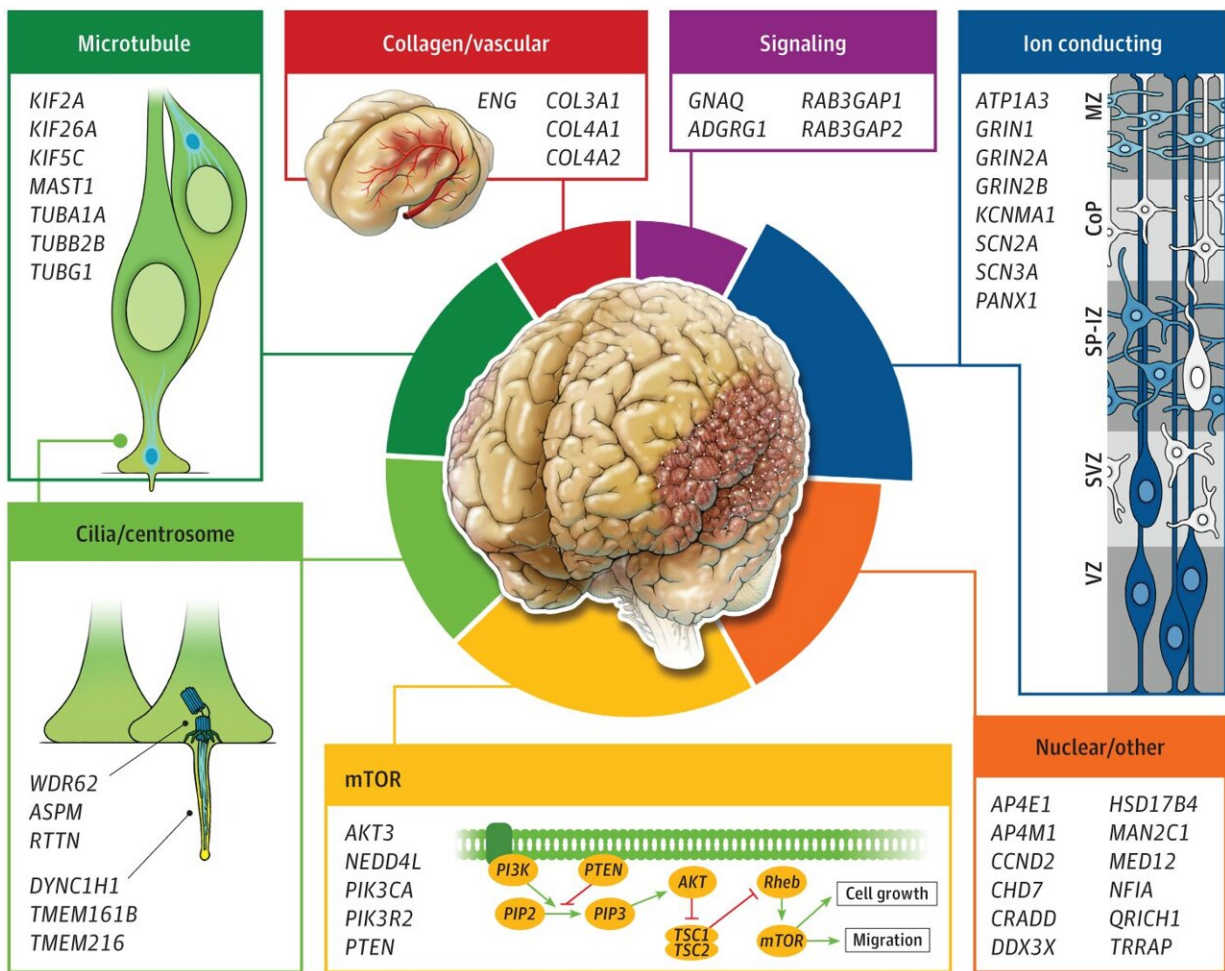 Microtubule
KIF2A
KIF26A
KIF5C
MAST1
TUBA1A
TUBB2B
TUBG1
Collagen/vascular
ENG COL3A1
COL4A1
COL4A2
Signaling
GNAQ RAB3GAP1
ADGRG1 RAB3GAP2
Ion conducting
ATP1A3
GRIN1
GRIN2A
GRIN2B
KCNMA1
SCN2A
SCN3A
PANX1
MZ
CoP
SP-IZ
SVZ
VZ
Cilia/centrosome
WDR62
ASPM
RTTN
DYNC1H1
TMEM161B
TMEM216
mTOR
AKT3
NEDD4L
PIK3CA
PIK3R2
PTEN
PI3K PTEN AKT Rheb
Cell growth
PIP2 PIP3
TSC1
TSC2
mTOR
Migration
Nuclear/other
AP4E1 HSD17B4
AP4M1 MAN2C1
CCND2 MED12
CHD7 NFIA
CRADD QRICH1
DDX3X TRRAP